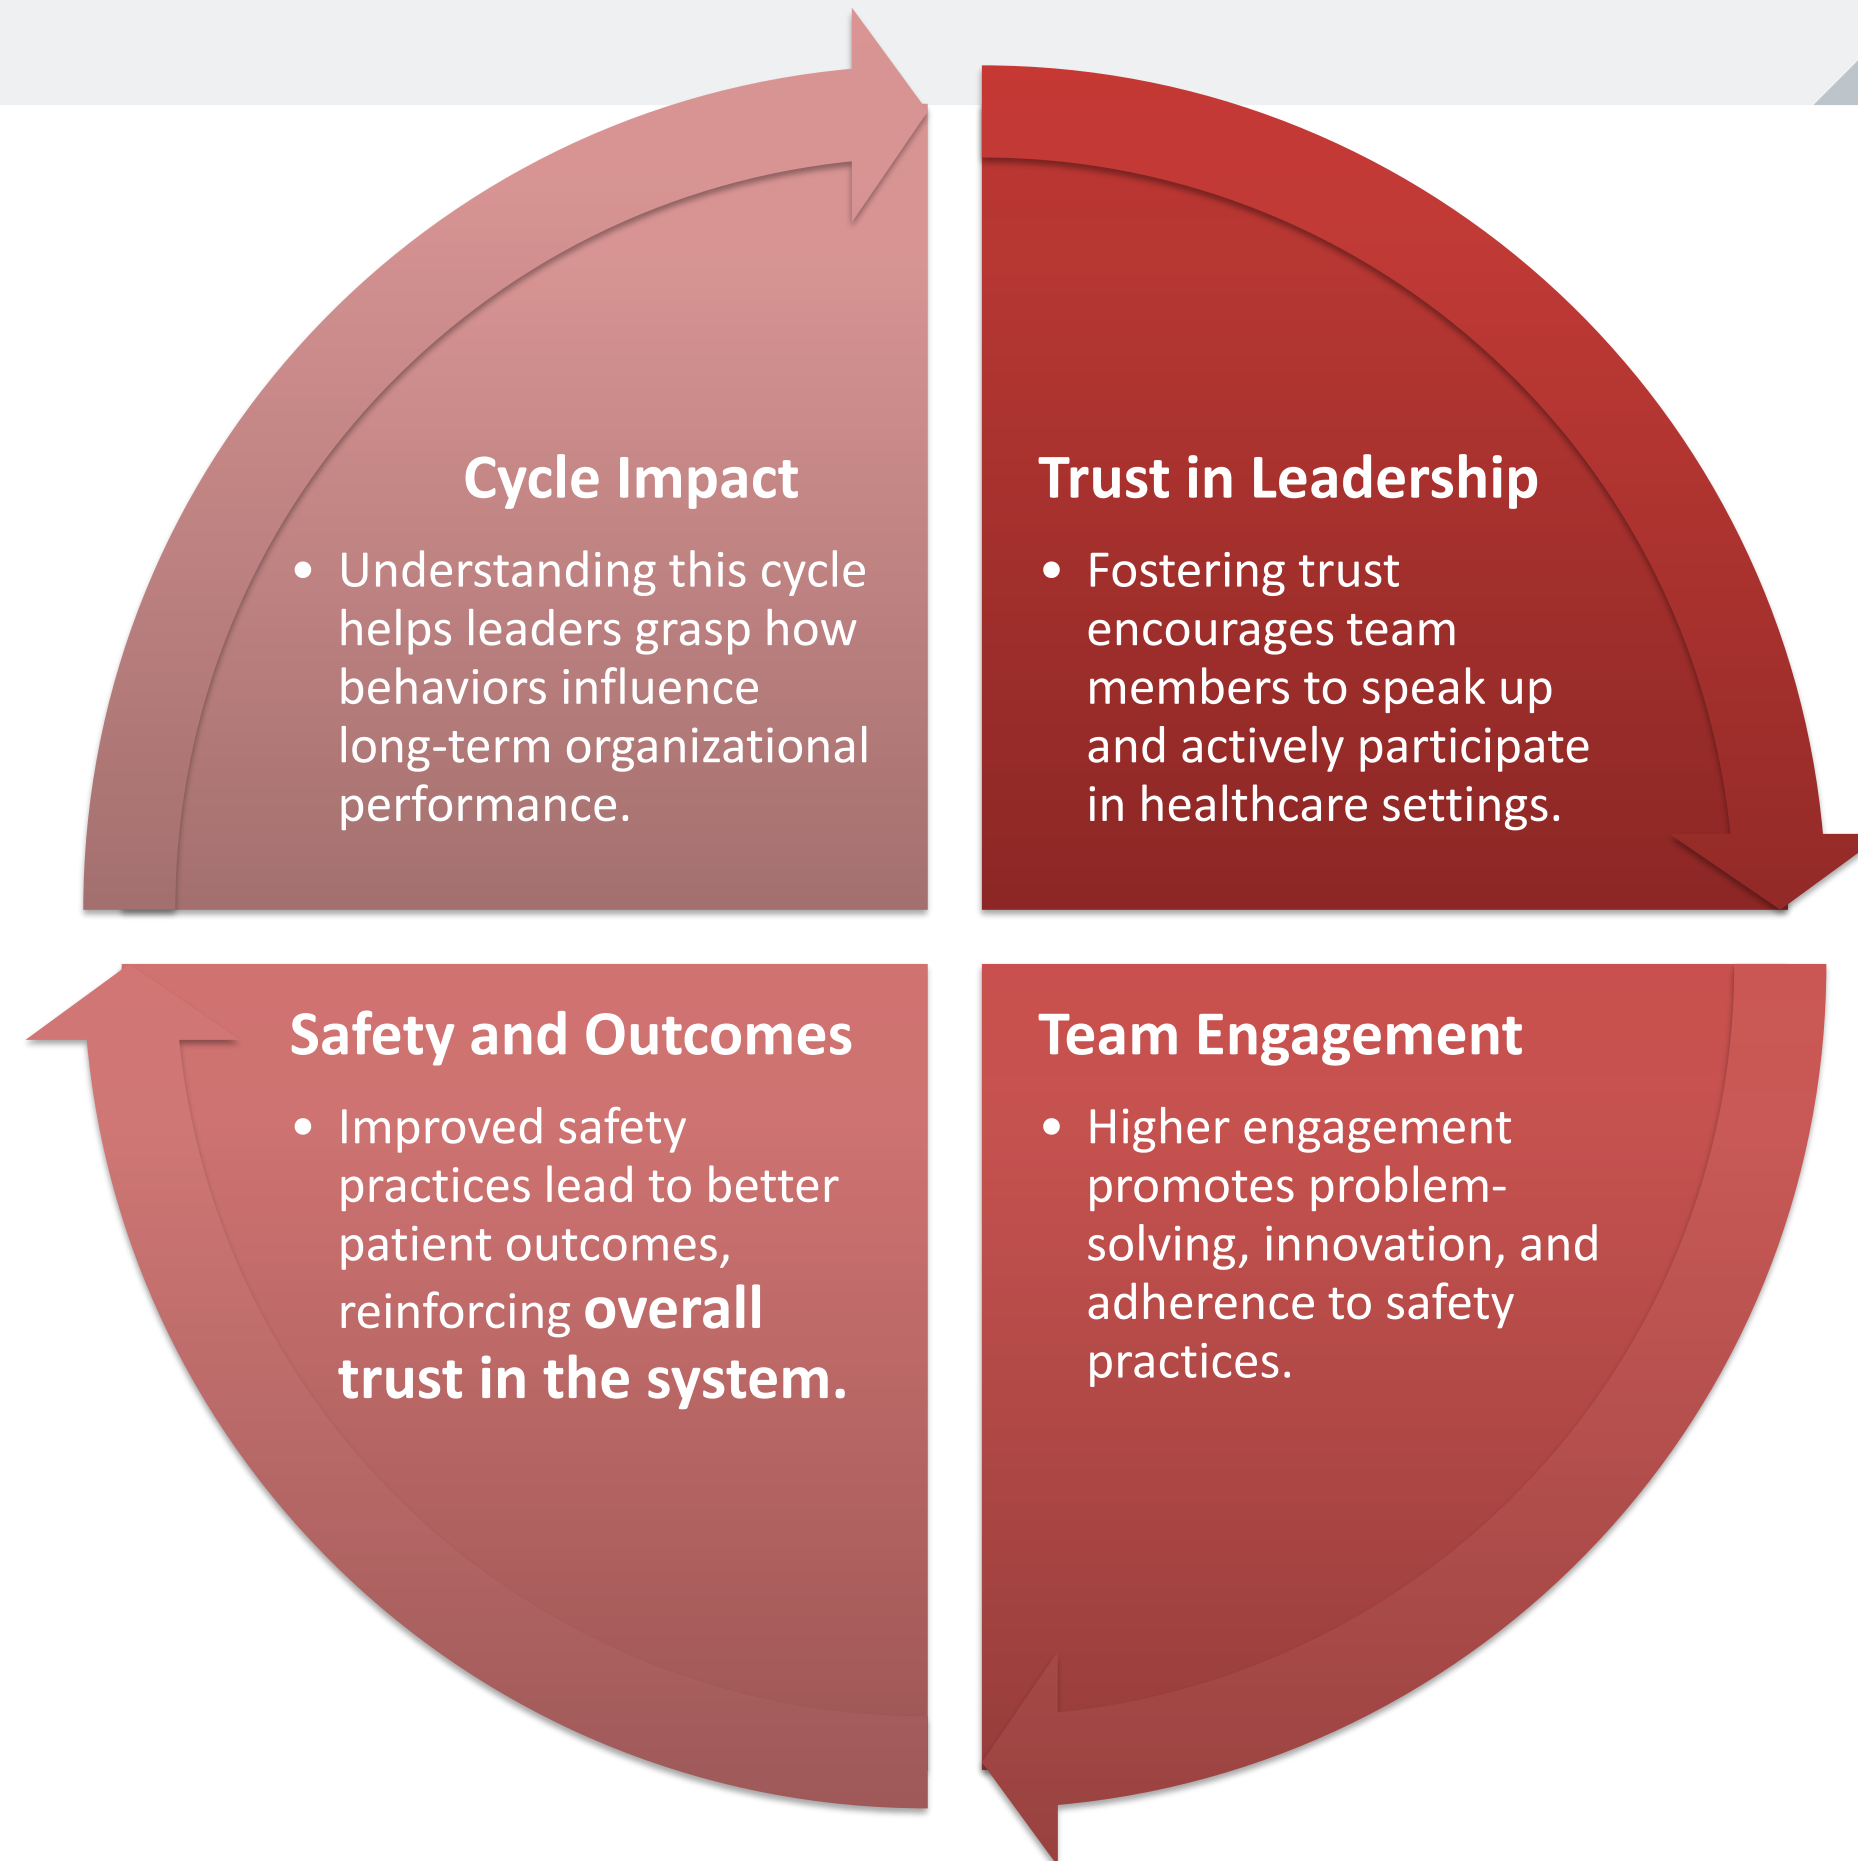 Cycle Impact
• Understanding this cycle
helps leaders grasp how
behaviors influence
long-term organizational
performance.
Trust in Leadership
• Fostering trust
encourages team
members to speak up
and actively participate
in healthcare settings.
Safety and Outcomes
• Improved safety
practices lead to better
patient outcomes,
reinforcing overall
trust in the system.
Team Engagement
• Higher engagement
promotes problem-
solving, innovation, and
adherence to safety
practices.